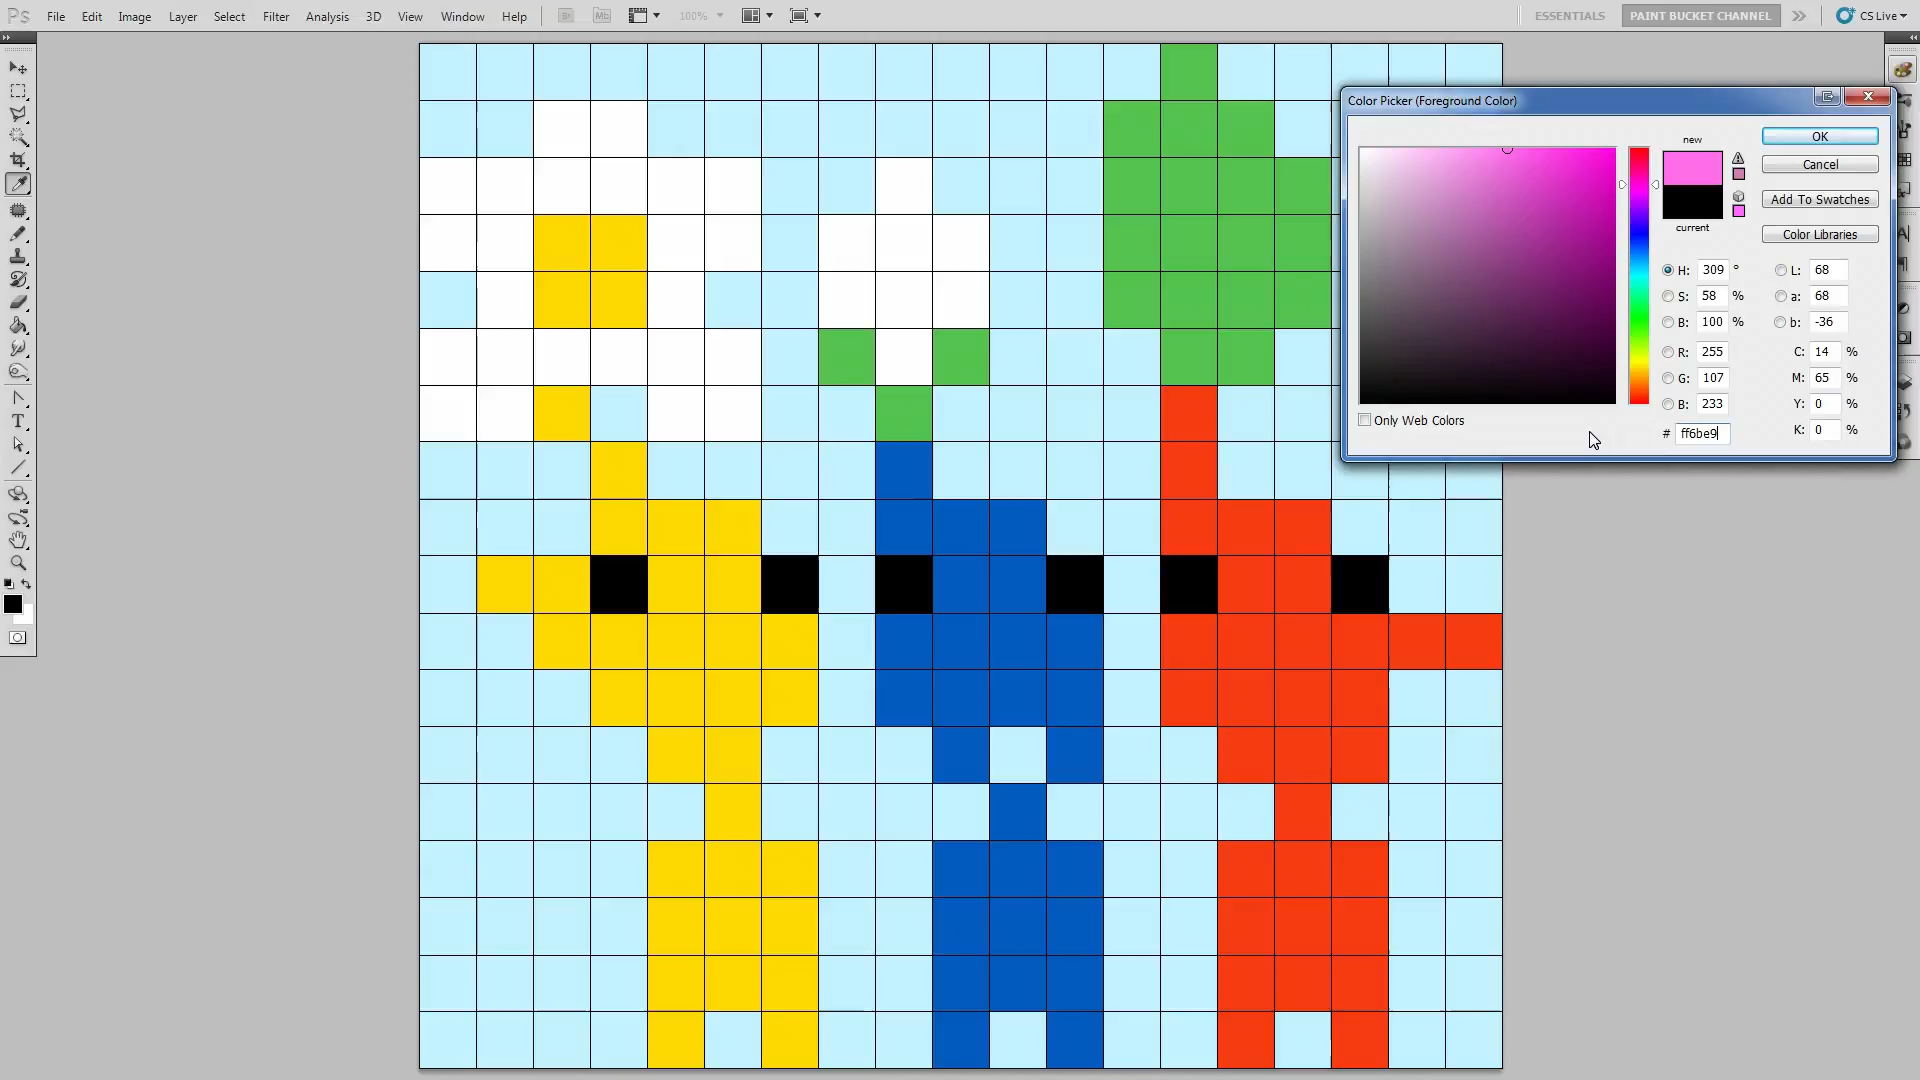 Ps File Edit Image Layer Select Filter Analysis 3D View Window Help Br Mb 100% ESSENTIALS PAINT BUCKET CHANNEL CS Live
Color Picker (Foreground Color)
new
OK
Cancel
Add To Swatches
current
Color Libraries
H: 309 ° L: 68
S: 58 % a: 68
B: 100 % b: -36
R: 255 C: 14 %
G: 107 M: 65 %
B: 233 Y: 0 %
Only Web Colors
# ff6be9 K: 0 %
T